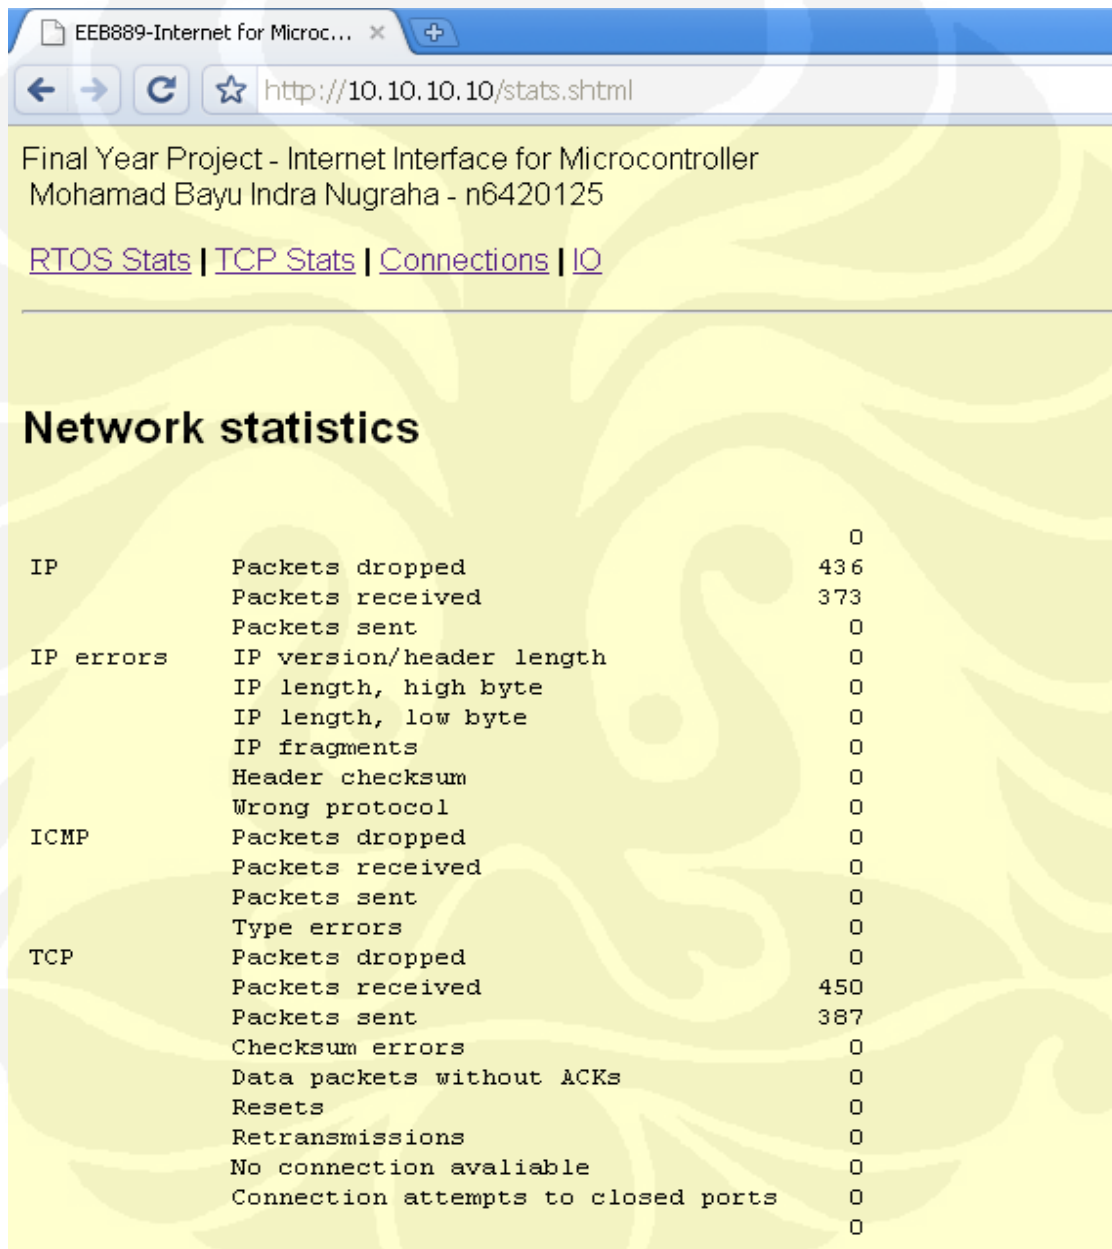 EEB889-Internet for Microc...
http://10.10.10.10/stats.shtml
Final Year Project - Internet Interface for Microcontroller
Mohamad Bayu Indra Nugraha - n6420125
RTOS Stats | TCP Stats | Connections | IO
Network statistics
0
IP Packets dropped 436
Packets received 373
Packets sent 0
IP errors IP version/header length 0
IP length, high byte 0
IP length, low byte 0
IP fragments 0
Header checksum 0
Wrong protocol 0
ICMP Packets dropped 0
Packets received 0
Packets sent 0
Type errors 0
TCP Packets dropped 0
Packets received 450
Packets sent 387
Checksum errors 0
Data packets without ACKs 0
Resets 0
Retransmissions 0
No connection avaliable 0
Connection attempts to closed ports 0
0